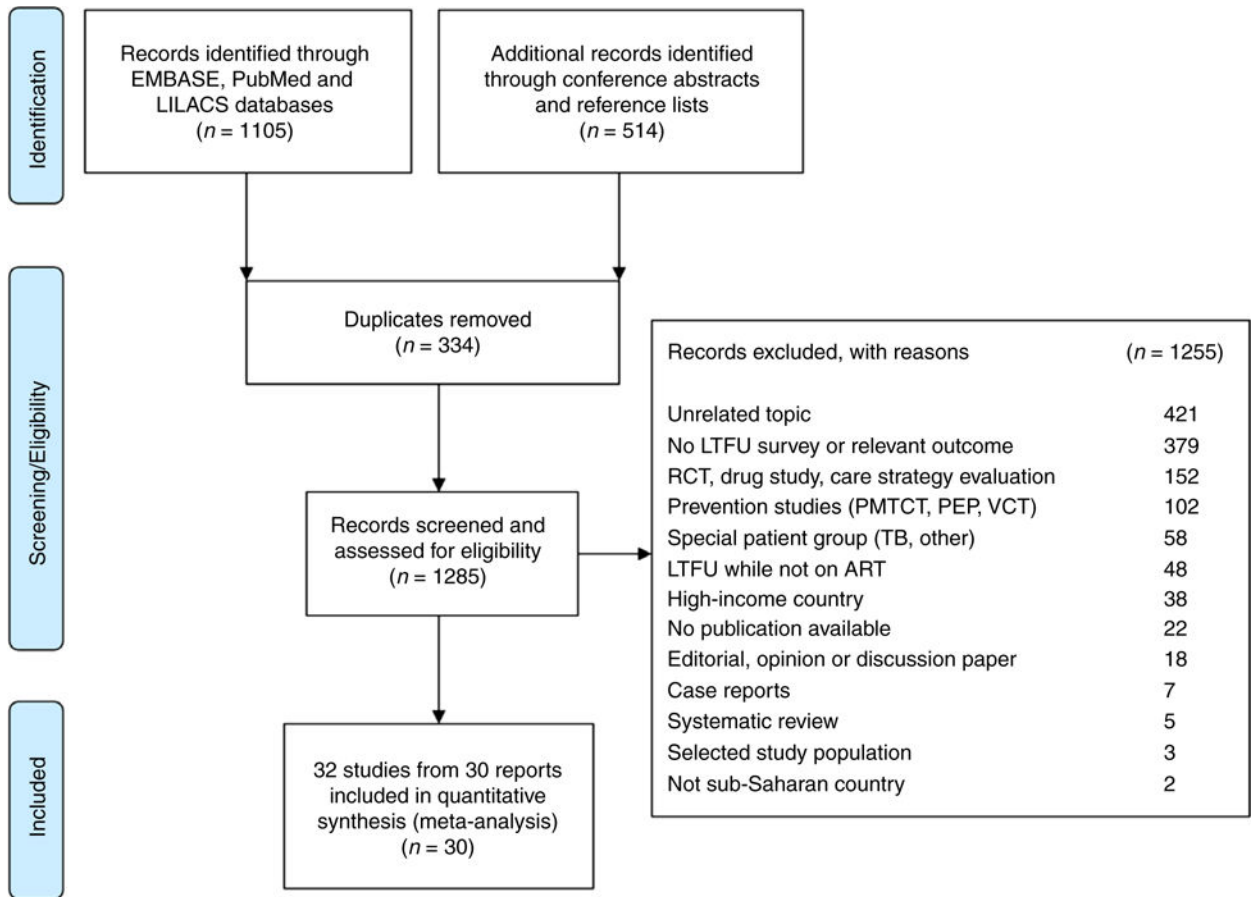 Identification
Records identified through
EMBASE, PubMed and
LILACS databases
(n = 1105)
Additional records identified
through conference abstracts
and reference lists
(n = 514)
Screening/Eligibility
Duplicates removed
(n = 334)
Records screened and
assessed for eligibility
(n = 1285)
Records excluded, with reasons (n = 1255)
Unrelated topic 421
No LTFU survey or relevant outcome 379
RCT, drug study, care strategy evaluation 152
Prevention studies (PMTCT, PEP, VCT) 102
Special patient group (TB, other) 58
LTFU while not on ART 48
High-income country 38
No publication available 22
Editorial, opinion or discussion paper 18
Case reports 7
Systematic review 5
Selected study population 3
Not sub-Saharan country 2
Included
32 studies from 30 reports
included in quantitative
synthesis (meta-analysis)
(n = 30)